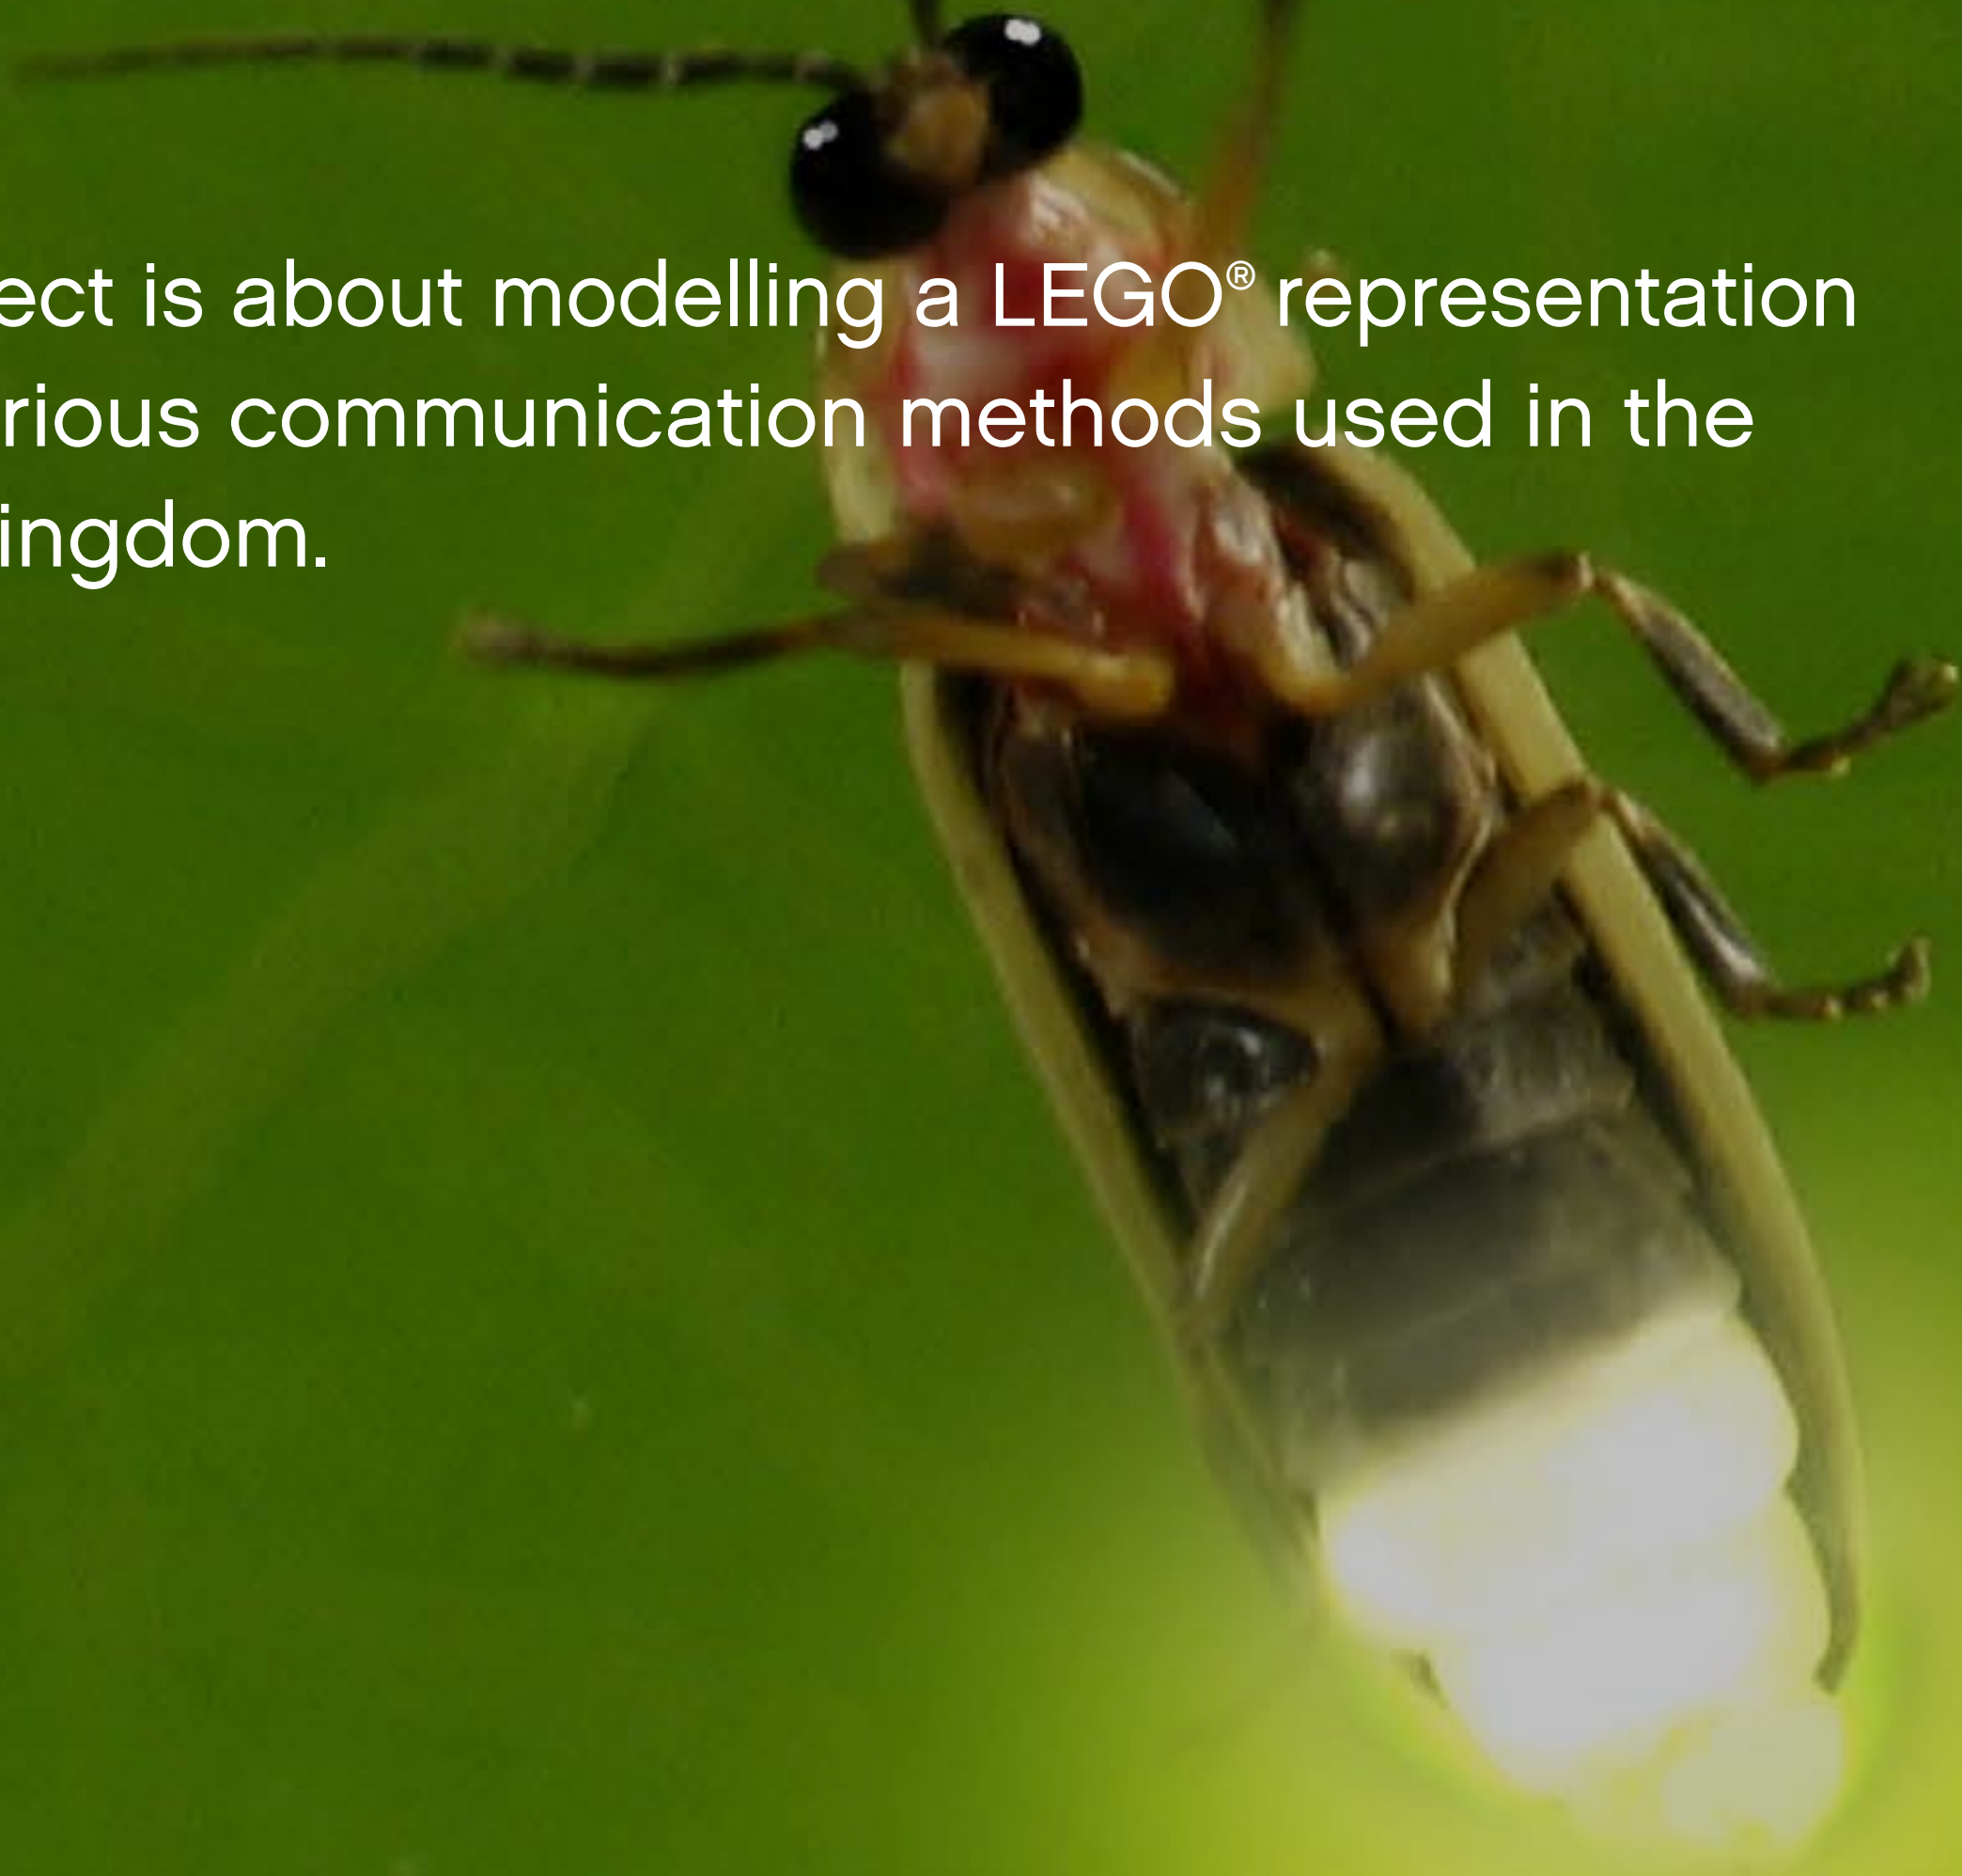 ect is about modelling a LEGO® representation
rious communication methods used in the
ingdom.